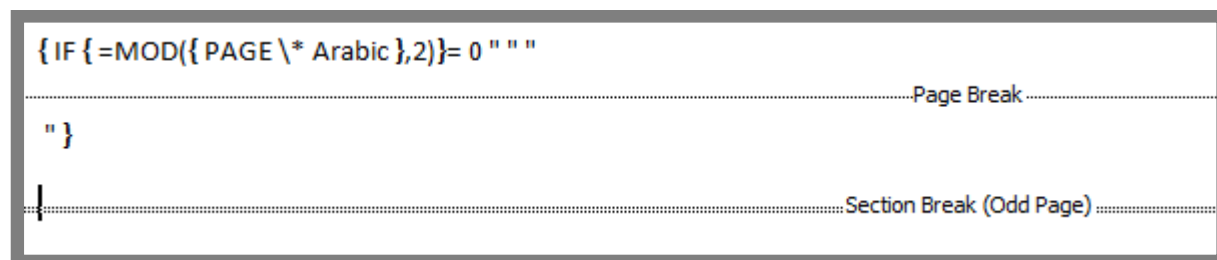 { IF { =MOD({ PAGE \* Arabic },2)}= 0 " " "
Page Break
" }
Section Break (Odd Page)